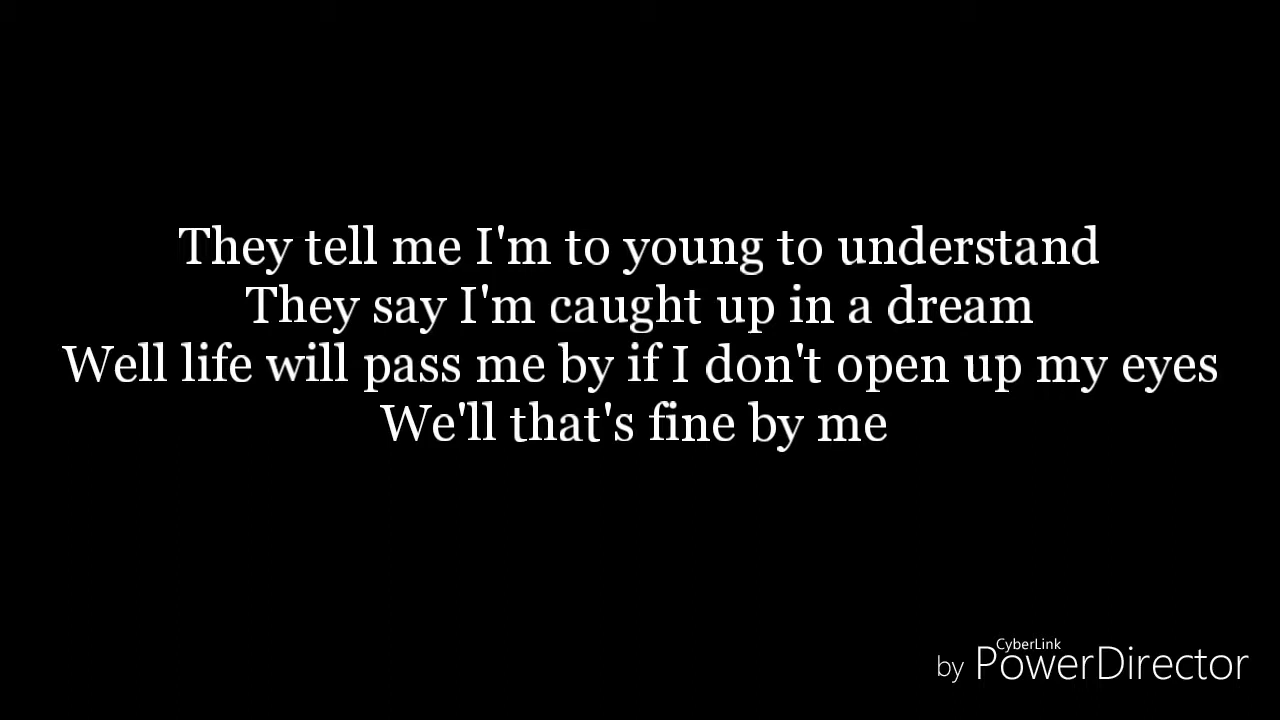 They tell me I'm to young to understand
They say I'm caught up in a dream
Well life will pass me by if I don't open up my eyes
We'll that's fine by me
CyberLink
by PowerDirector